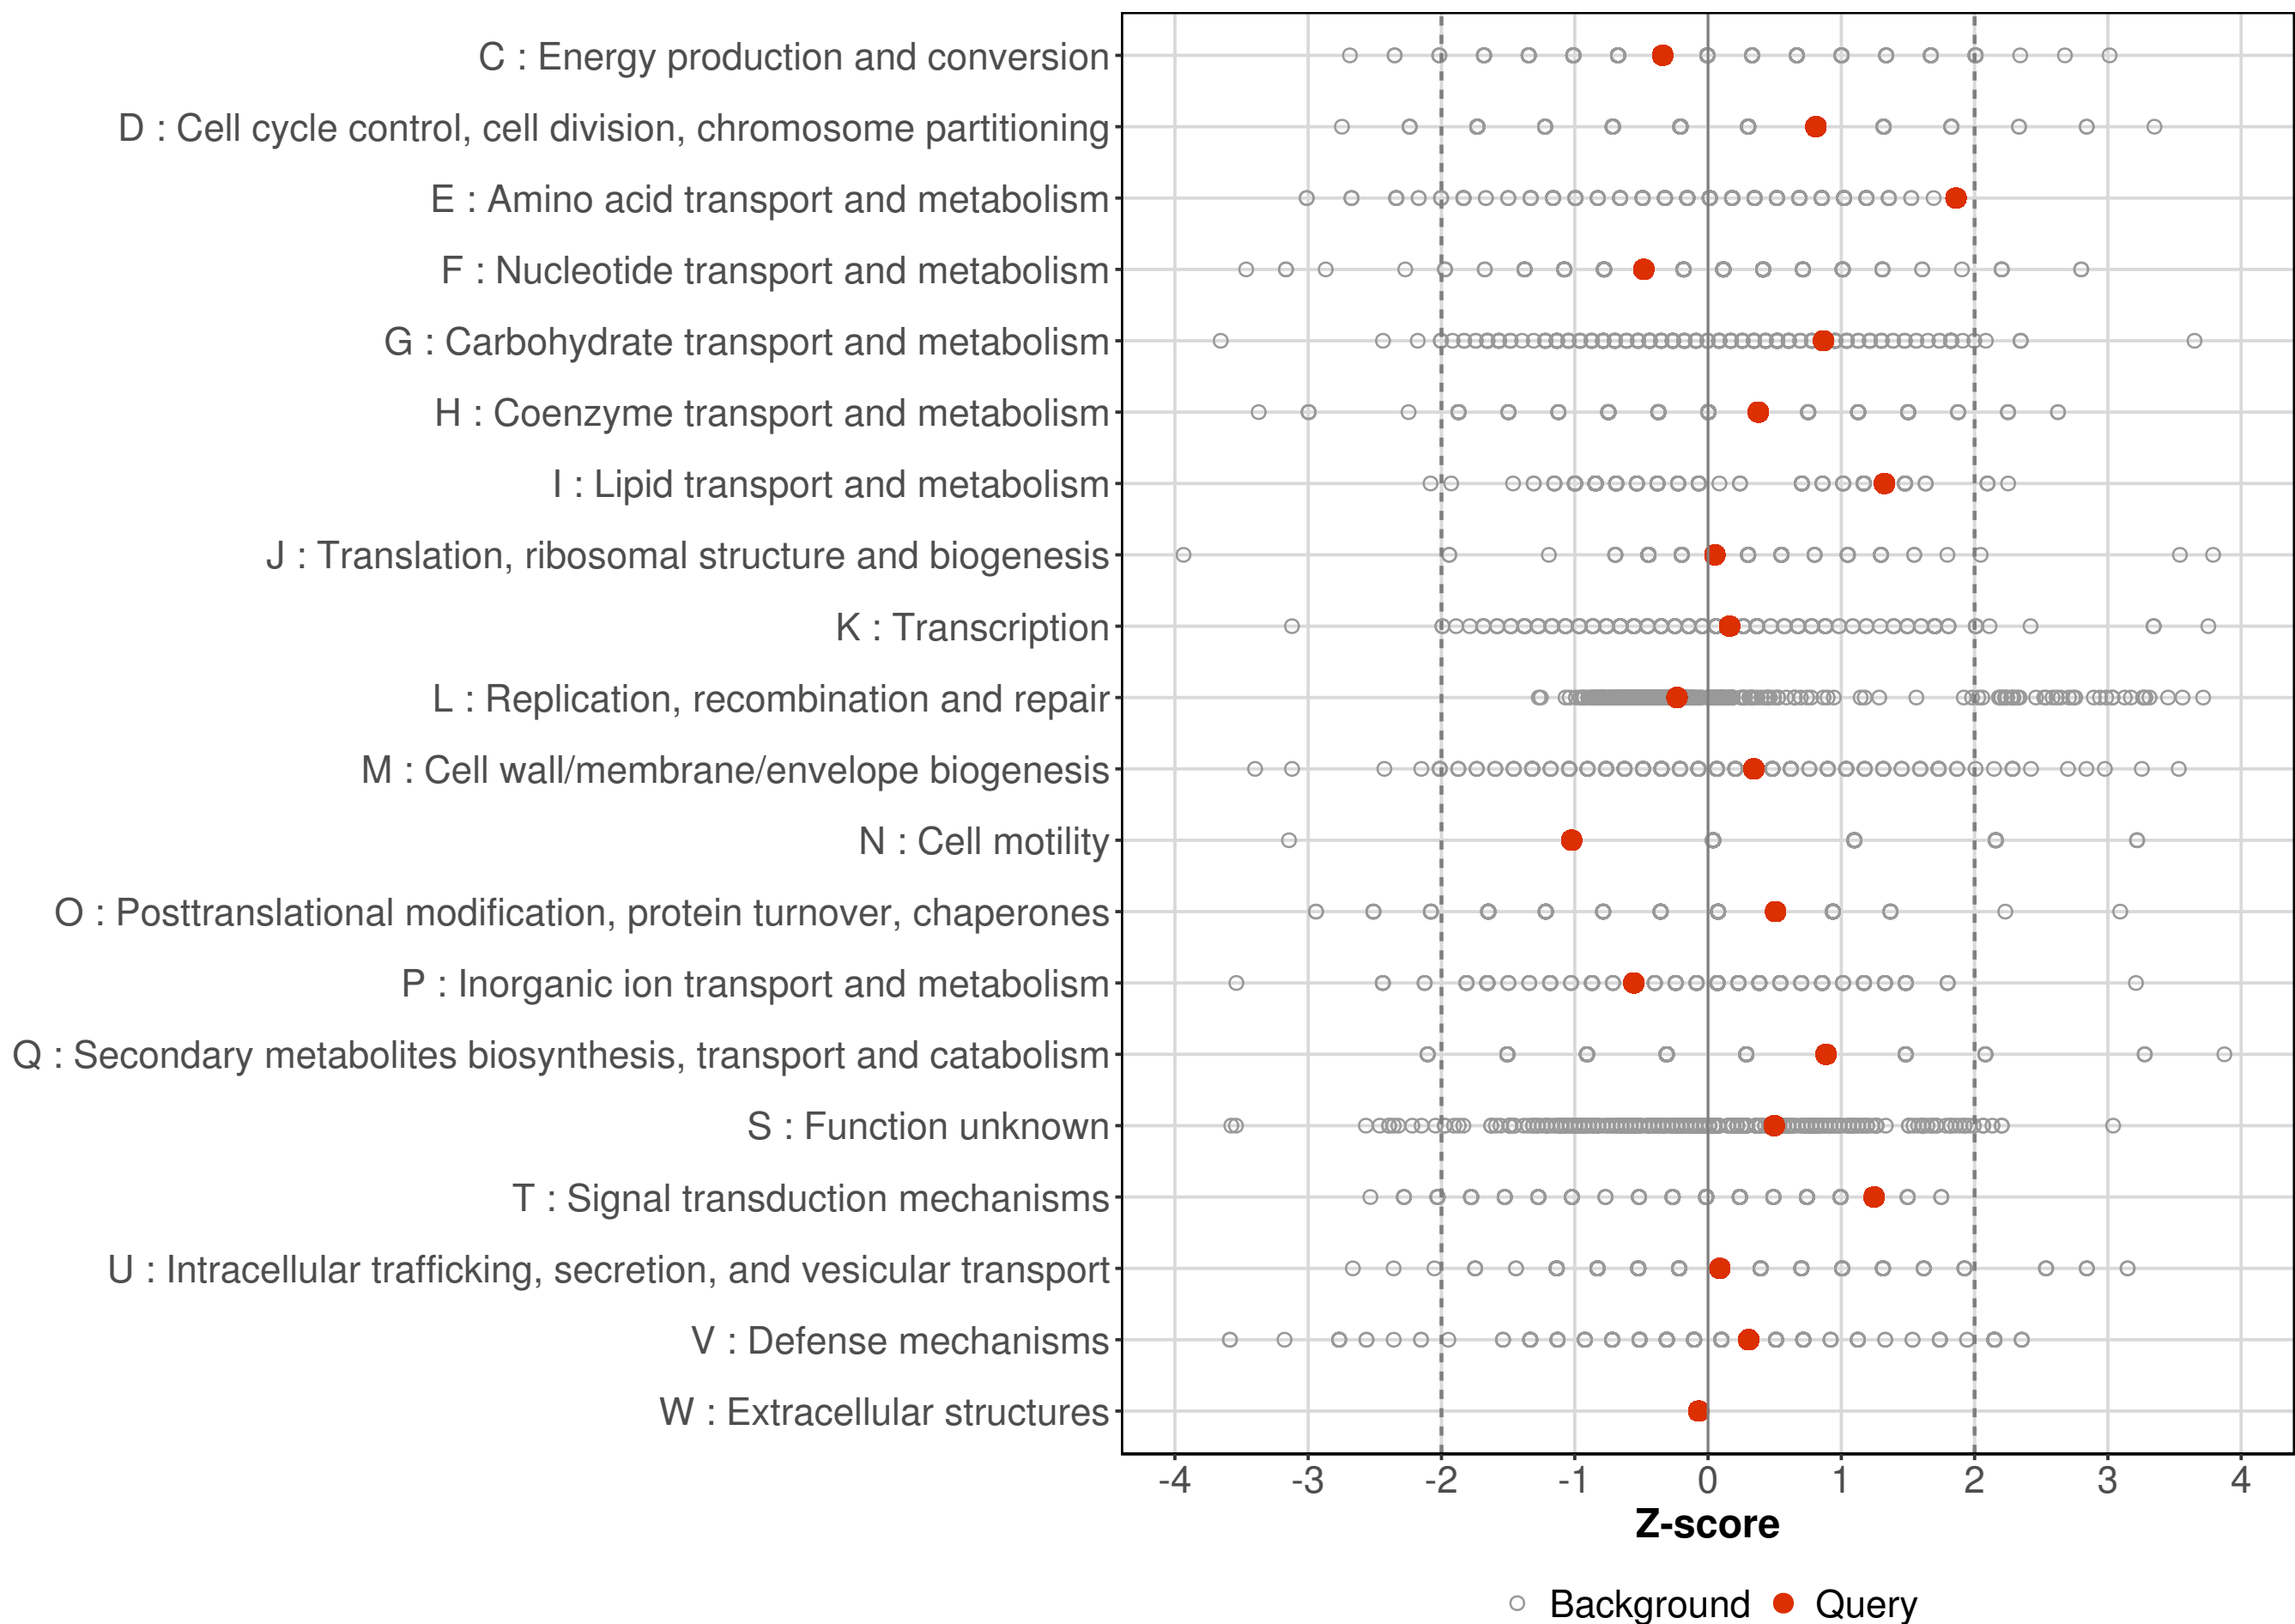 C : Energy production and conversion
D : Cell cycle control, cell division, chromosome partitioning
E : Amino acid transport and metabolism
F : Nucleotide transport and metabolism
G : Carbohydrate transport and metabolism
H : Coenzyme transport and metabolism
I : Lipid transport and metabolism
J : Translation, ribosomal structure and biogenesis
K : Transcription
L : Replication, recombination and repair
M : Cell wall/membrane/envelope biogenesis
N : Cell motility
O : Posttranslational modification, protein turnover, chaperones
P : Inorganic ion transport and metabolism
Q : Secondary metabolites biosynthesis, transport and catabolism
S : Function unknown
T : Signal transduction mechanisms
U : Intracellular trafficking, secretion, and vesicular transport
V : Defense mechanisms
W : Extracellular structures
-4 -3 -2 -1 0 1 2 3 4
Z-score
Background Query